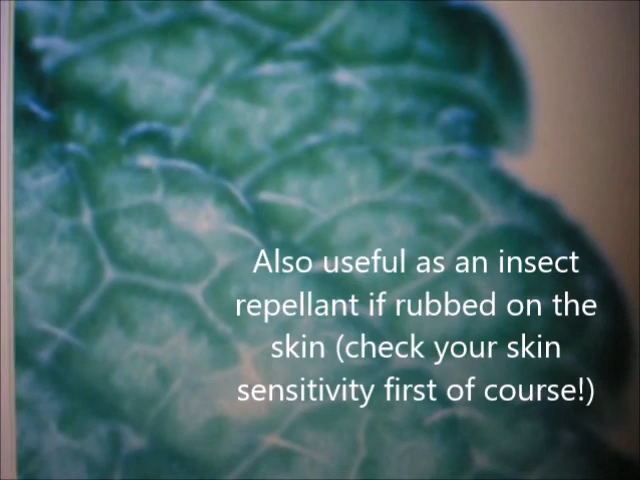 Also useful as an insect
repellant if rubbed on the
skin (check your skin
sensitivity first of course!)